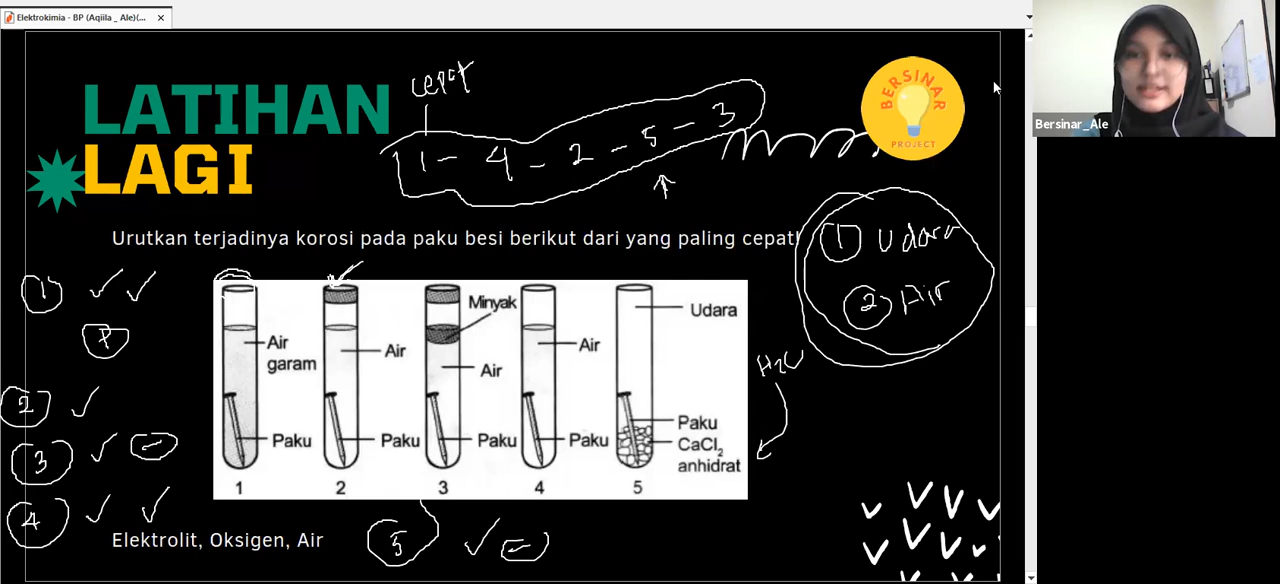 Elektrokimia - BP (Aqiila _ Ale)(...
LATIHAN
LAGI
cepat
1 - 4 - 2 - 5 - 3
BERSINAR
PROJECT
Bersinar_Ale
Urutkan terjadinya korosi pada paku besi berikut dari yang paling cepat!
1 Udara
2 Air
1 ✓ ✓
+
2 ✓
3 ✓ -
4 ✓ ✓
Air
garam
Paku
1
Air
Paku
2
Minyak
Air
Paku
3
Air
Paku
4
Udara
Paku
CaCl2
anhidrat
5
H2O
Elektrolit, Oksigen, Air
5 ✓ -